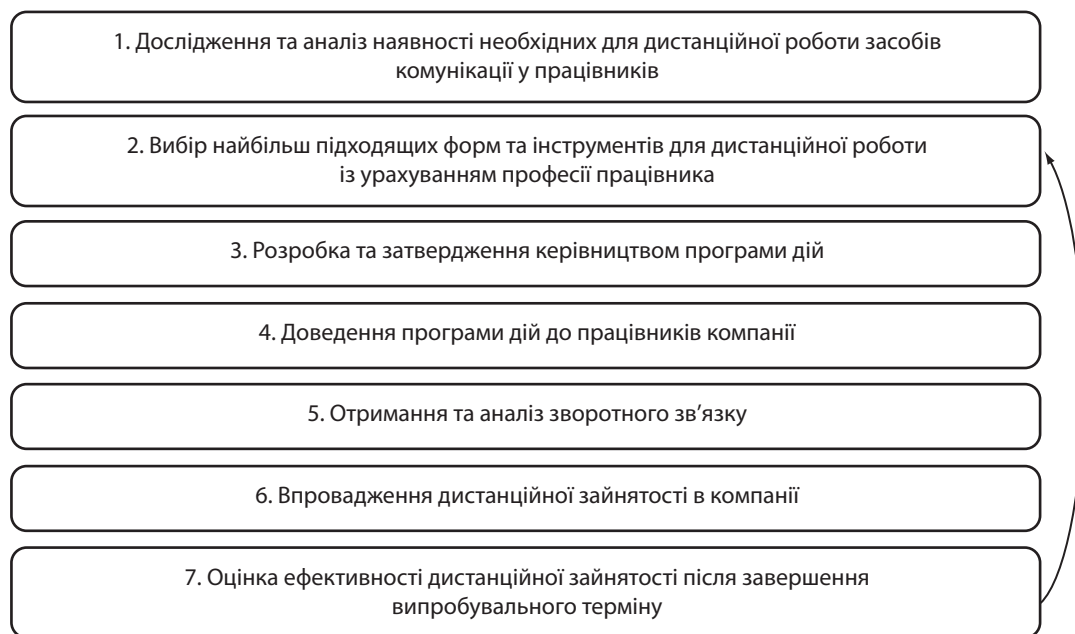 1. Дослідження та аналіз наявності необхідних для дистанційної роботи засобів
комунікації у працівників
2. Вибір найбільш підходящих форм та інструментів для дистанційної роботи
із урахуванням професії працівника
3. Розробка та затвердження керівництвом програми дій
4. Доведення програми дій до працівників компанії
5. Отримання та аналіз зворотного зв’язку
6. Впровадження дистанційної зайнятості в компанії
7. Оцінка ефективності дистанційної зайнятості після завершення
випробувального терміну